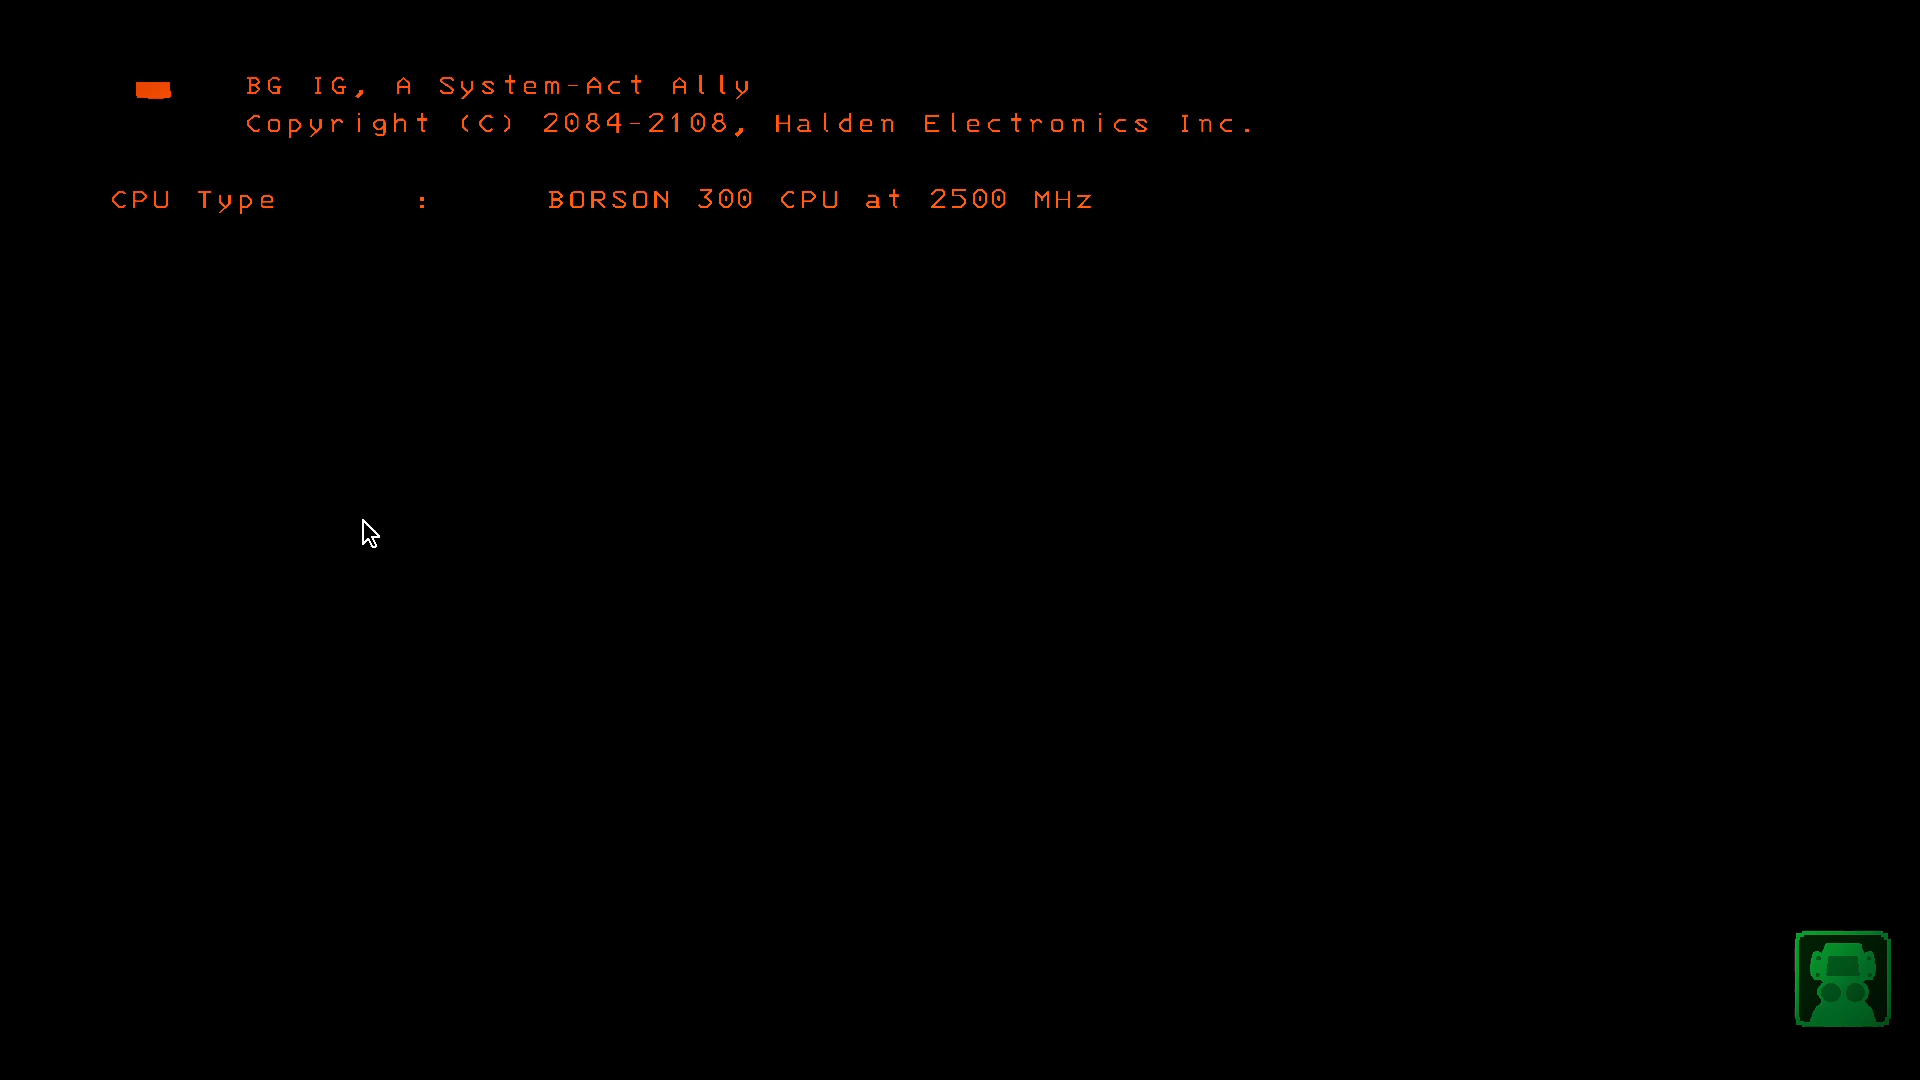 BG IG, A System-Act Ally
Copyright (C) 2084-2108, Halden Electronics Inc.
CPU Type : BORSON 300 CPU at 2500 MHz